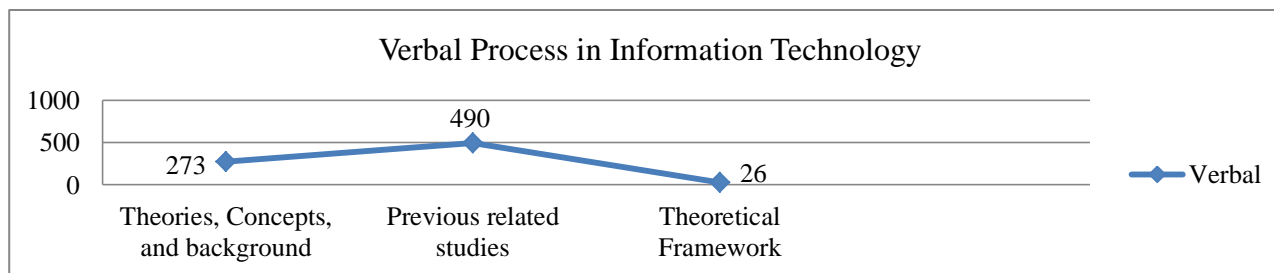 Verbal Process in Information Technology
1000
500
0
273
490
26
Theories, Concepts,
and background
Previous related
studies
Theoretical
Framework
Verbal